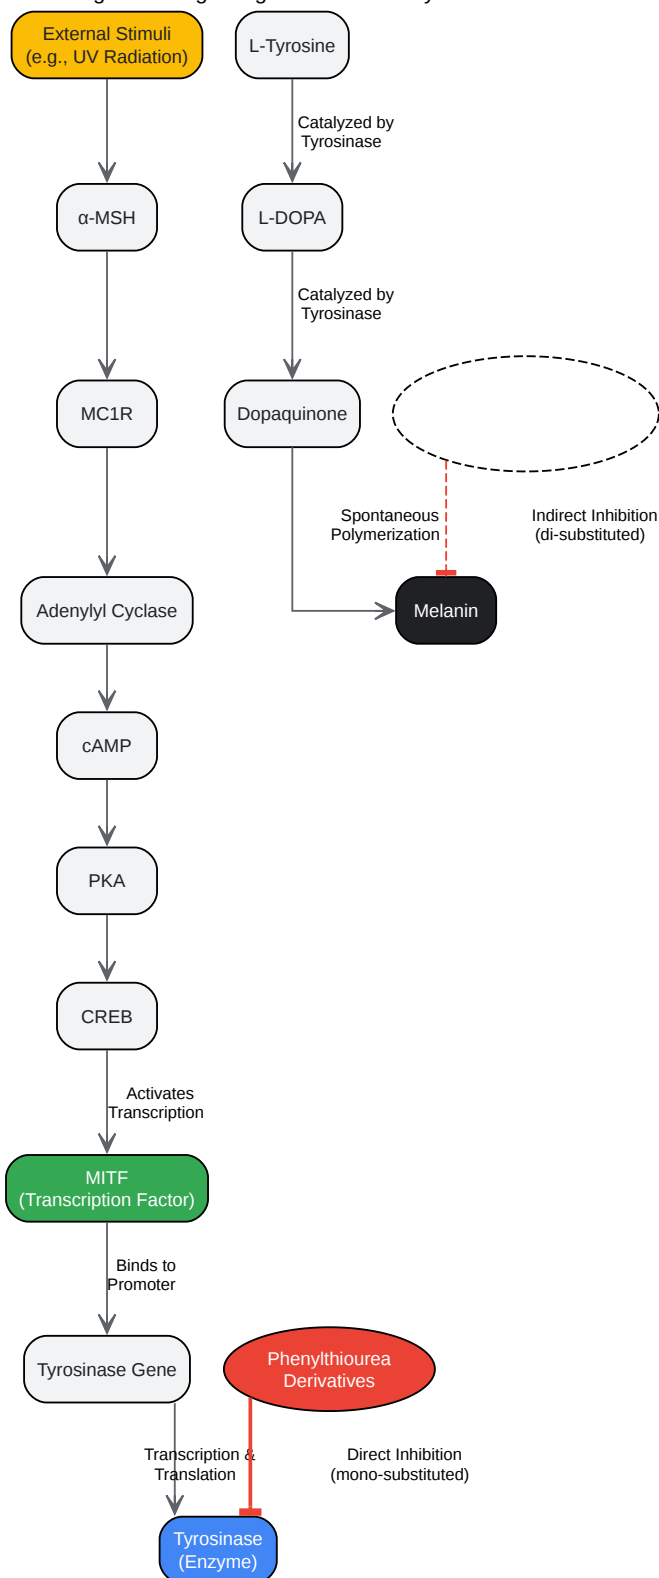 External Stimuli
(e.g., UV Radiation)
L-Tyrosine
Catalyzed by
Tyrosinase
α-MSH
L-DOPA
Catalyzed by
Tyrosinase
MC1R
Dopaquinone
Spontaneous
Polymerization
Indirect Inhibition
(di-substituted)
Adenylyl Cyclase
Melanin
cAMP
PKA
CREB
Activates
Transcription
MITF
(Transcription Factor)
Binds to
Promoter
Tyrosinase Gene
Phenylthiourea
Derivatives
Transcription &
Translation
Direct Inhibition
(mono-substituted)
Tyrosinase
(Enzyme)